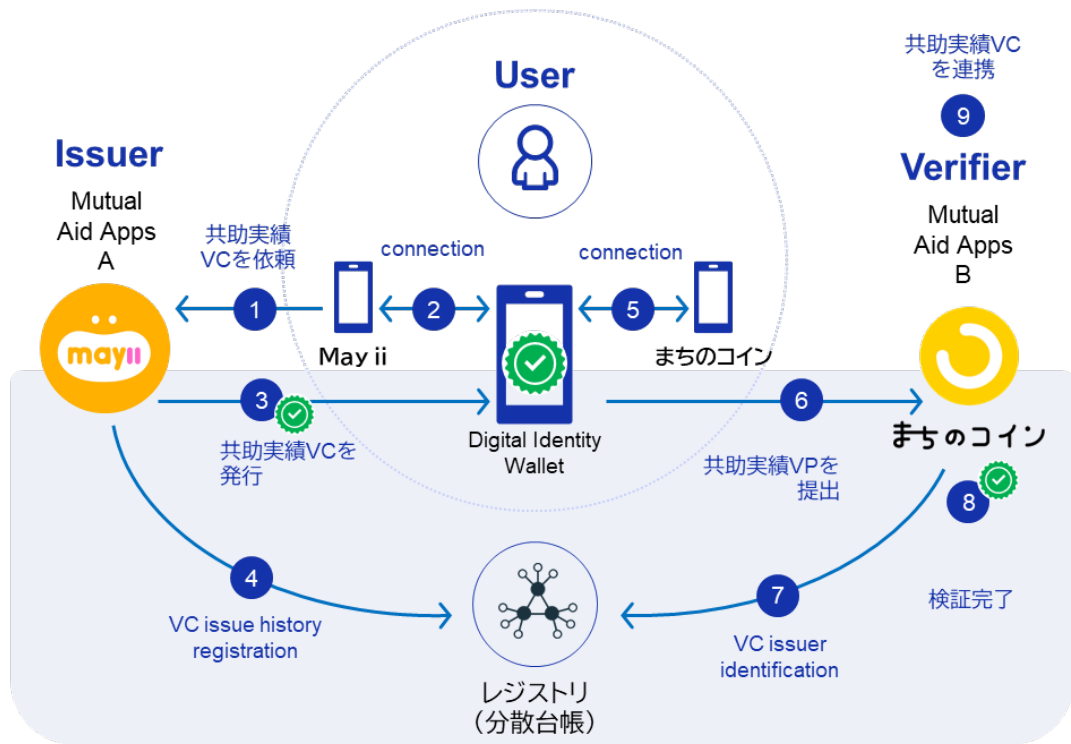 User
共助実績VC
を連携
9
Issuer
Verifier
Mutual
Aid Apps
A
Mutual
Aid Apps
B
共助実績
VCを依頼
connection
connection
1
2
5
mayii
May ii
まちのコイン
3
6
Digital Identity
Wallet
まちのコイン
共助実績VCを
発行
共助実績VPを
提出
8
4
7
検証完了
VC issue history
registration
VC issuer
identification
レジストリ
（分散台帳）